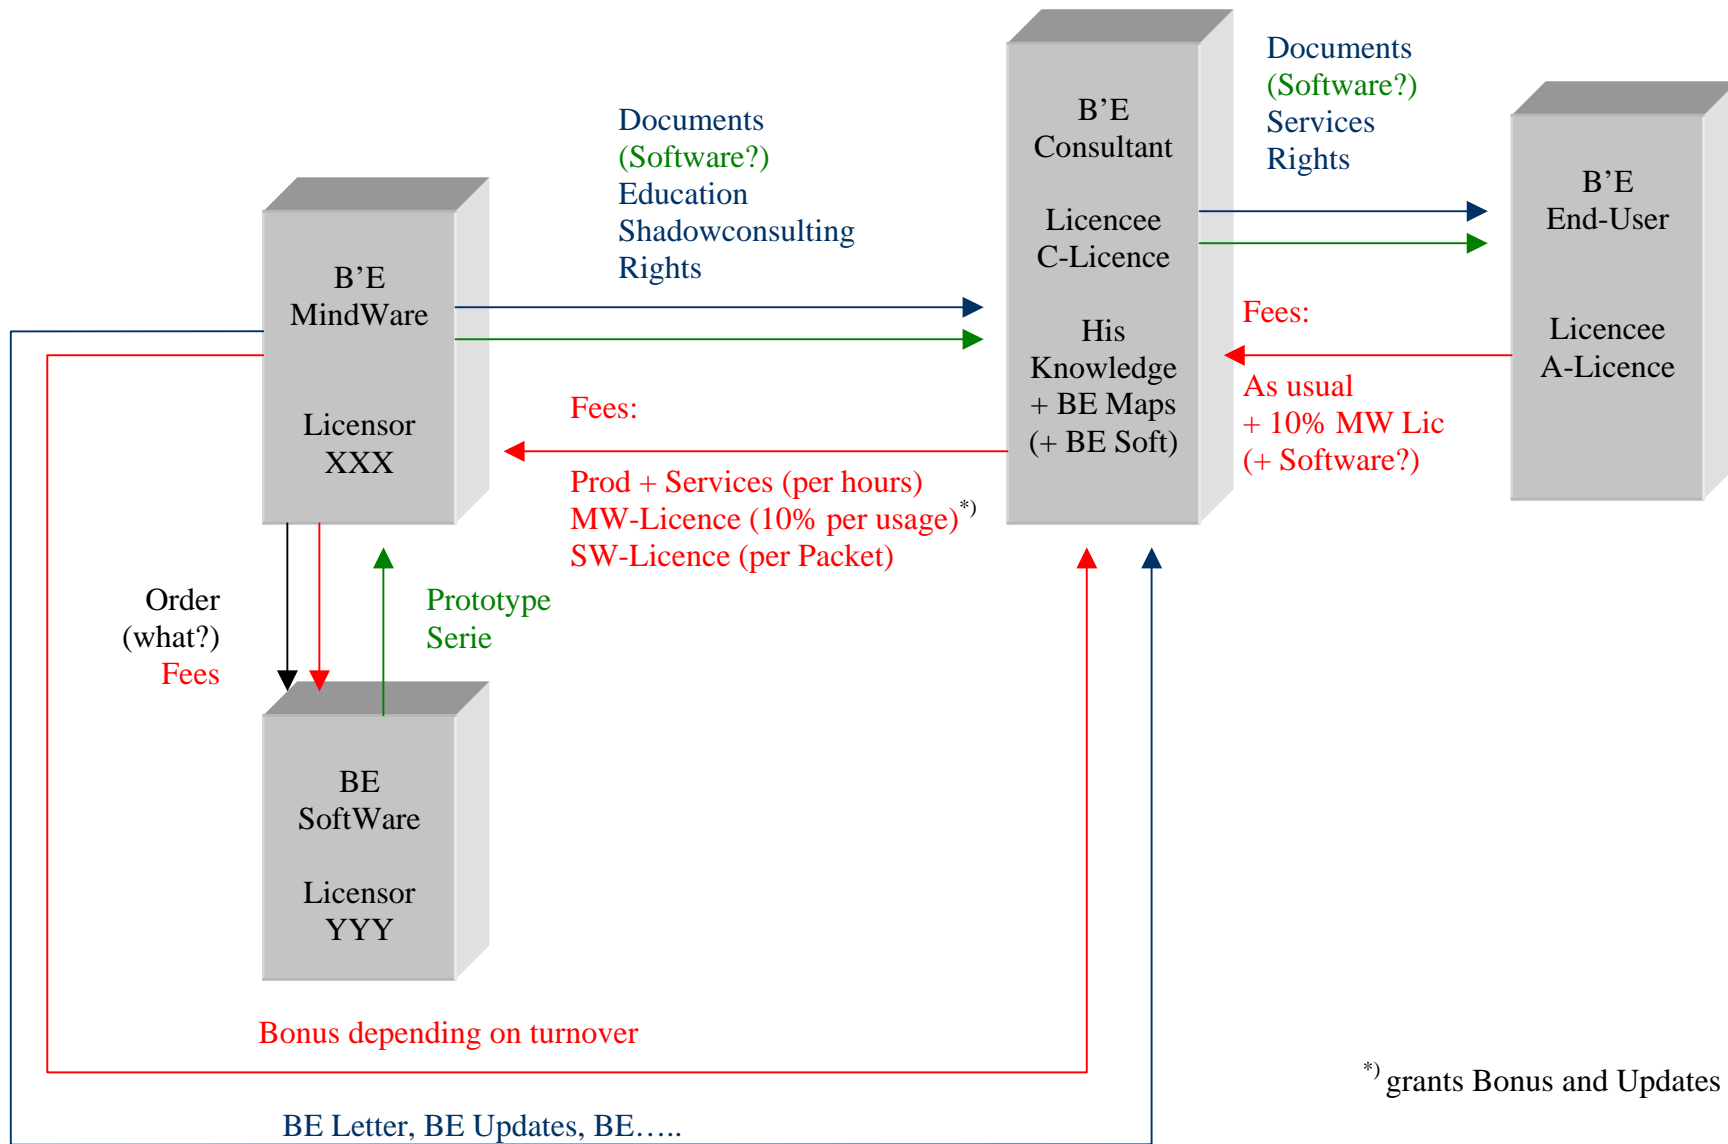 Documents
(Software?)
Education
Shadowconsulting
Rights
B’E
Consultant
Licencee
C-Licence
His
Knowledge
+ BE Maps
(+ BE Soft)
Documents
(Software?)
Services
Rights
B’E
End-User
Licencee
A-Licence
B’E
MindWare
Licensor
XXX
Fees:
Prod + Services (per hours)
MW-Licence (10% per usage)*)
SW-Licence (per Packet)
Fees:
As usual
+ 10% MW Lic
(+ Software?)
Order
(what?)
Fees
Prototype
Serie
BE
SoftWare
Licensor
YYY
Bonus depending on turnover
*) grants Bonus and Updates
BE Letter, BE Updates, BE…..